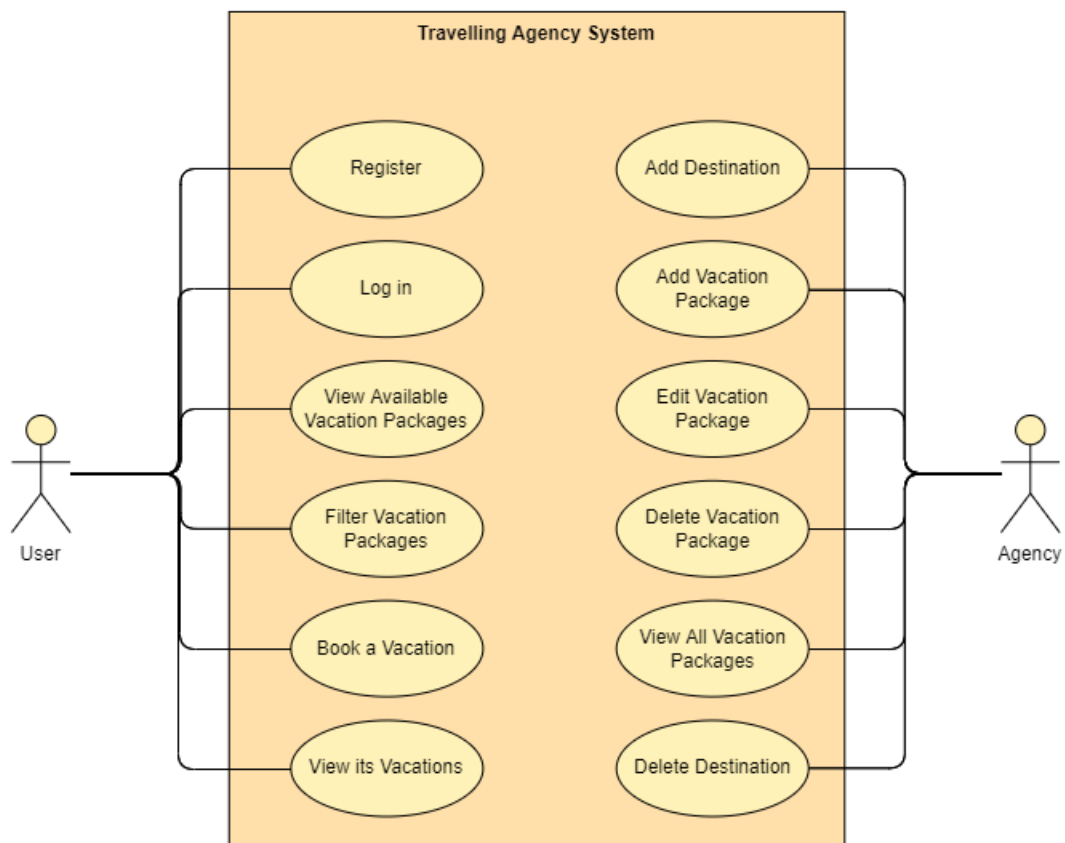 Travelling Agency System
Register
Add Destination
Log in
Add Vacation
Package
View Available
Vacation Packages
Edit Vacation
Package
User
Filter Vacation
Packages
Delete Vacation
Package
Agency
Book a Vacation
View All Vacation
Packages
View its Vacations
Delete Destination